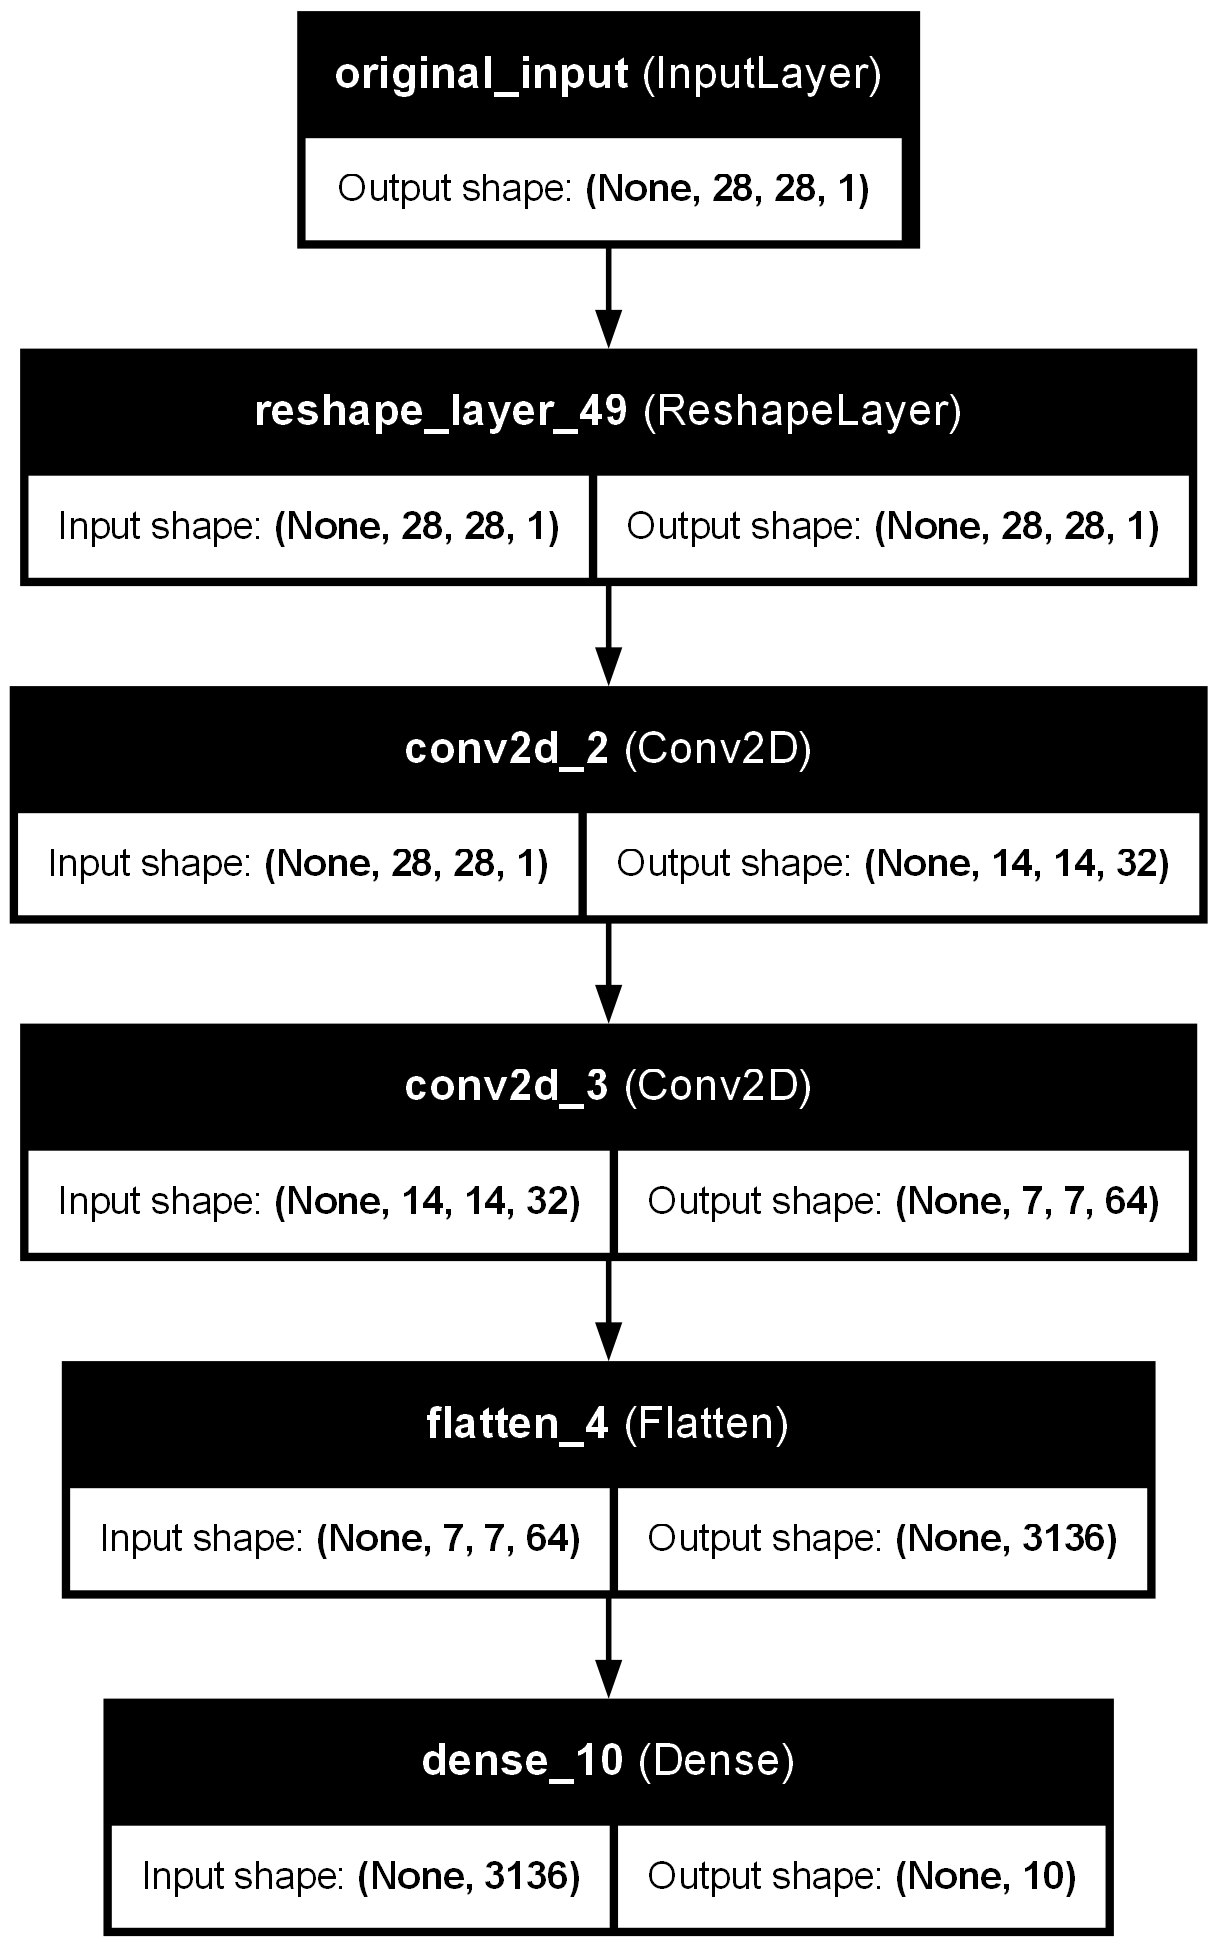 original_input (InputLayer)
Output shape: (None, 28, 28, 1)
reshape_layer_49 (ReshapeLayer)
Input shape: (None, 28, 28, 1) Output shape: (None, 28, 28, 1)
conv2d_2 (Conv2D)
Input shape: (None, 28, 28, 1) Output shape: (None, 14, 14, 32)
conv2d_3 (Conv2D)
Input shape: (None, 14, 14, 32) Output shape: (None, 7, 7, 64)
flatten_4 (Flatten)
Input shape: (None, 7, 7, 64) Output shape: (None, 3136)
dense_10 (Dense)
Input shape: (None, 3136) Output shape: (None, 10)